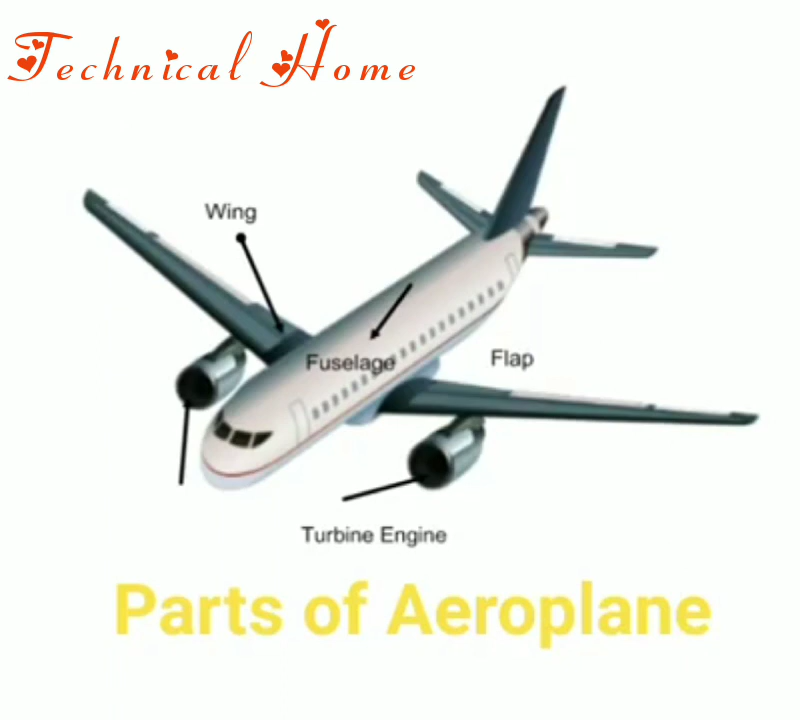 Technical Home
Wing
Fuselage
Flap
Turbine Engine
Parts of Aeroplane